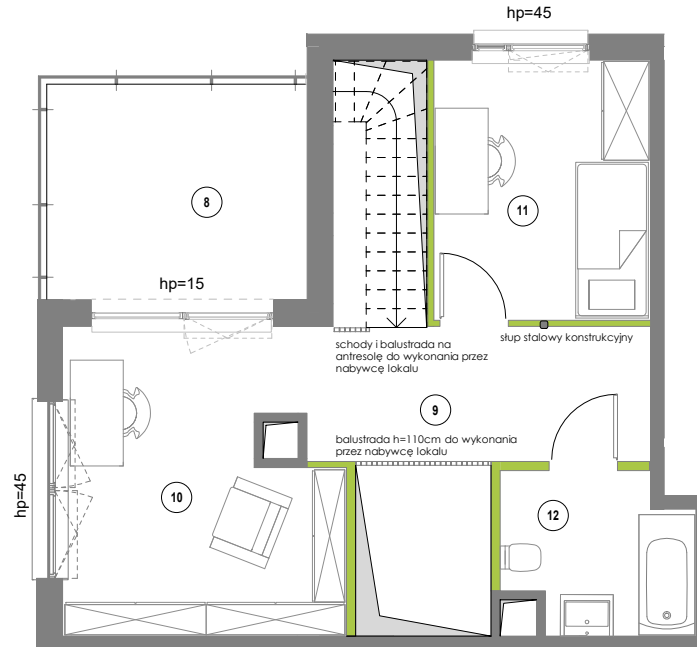 hp=45
8
11
hp=15
schody i balustrada na
antresolę do wykonania przez
nabywcę lokalu
słup stalowy konstrukcyjny
9
balustrada h=110cm do wykonania
przez nabywcę lokalu
hp=45
10
12